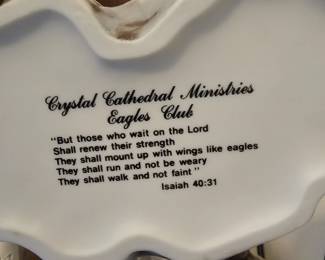 Crystal Cathedral Ministries
Eagles Club
"But those who wait on the Lord
Shall renew their strength
They shall mount up with wings like eagles
They shall run and not be weary
They shall walk and not faint "
Isaiah 40:31